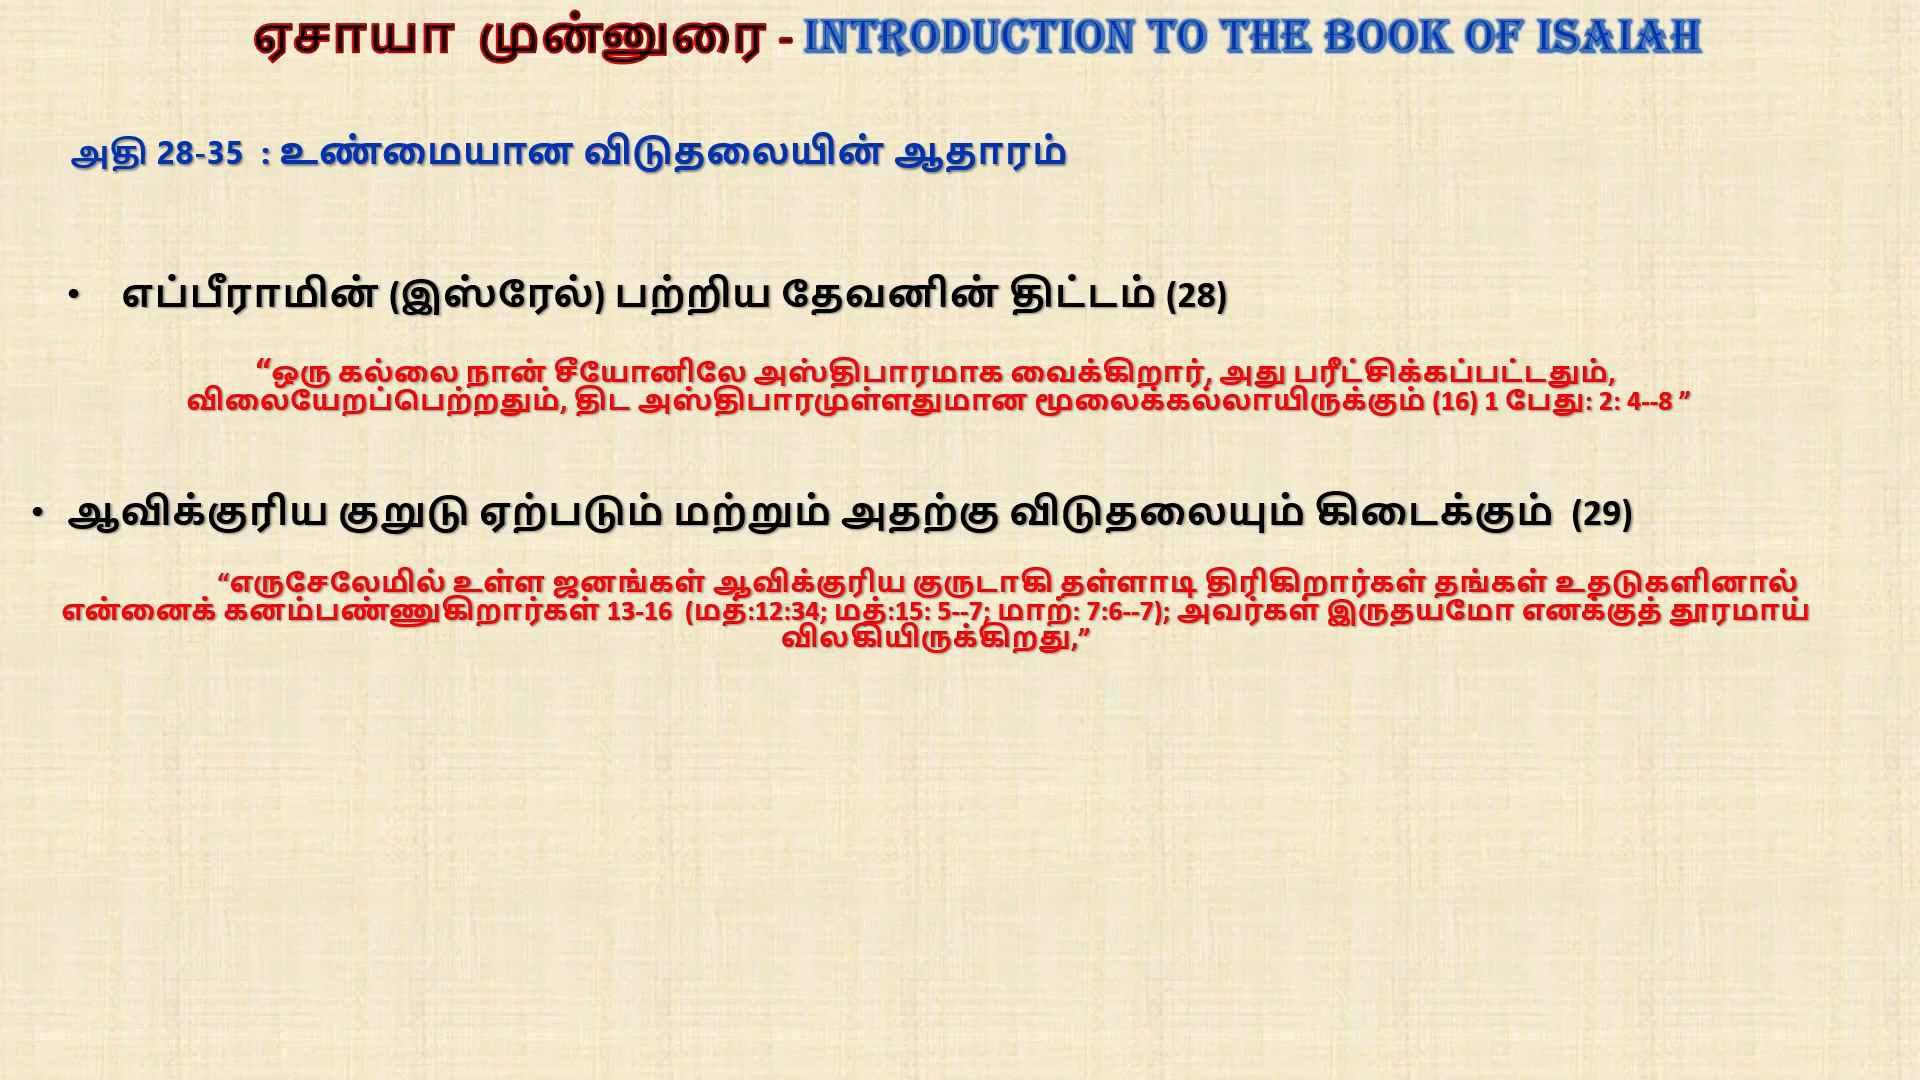 ஏசாயா முன்னுரை - INTRODUCTION TO THE BOOK OF ISAIAH
அதி 28-35 : உண்மையான விடுதலையின் ஆதாரம்
• எப்பீராமின் (இஸ்ரேல்) பற்றிய தேவனின் திட்டம் (28)
“ஒரு கல்லை நான் சீயோனிலே அஸ்திபாரமாக வைக்கிறார், அது பரீட்சிக்கப்பட்டதும்,
விலையேறப்பெற்றதும், திட அஸ்திபாரமுள்ளதுமான மூலைக்கல்லாயிருக்கும் (16) 1 பேது: 2: 4--8 ”
• ஆவிக்குரிய குறுடு ஏற்படும் மற்றும் அதற்கு விடுதலையும் கிடைக்கும் (29)
“எருசேலேமில் உள்ள ஜனங்கள் ஆவிக்குரிய குருடாகி தள்ளாடி திரிகிறார்கள் தங்கள் உதடுகளினால்
என்னைக் கனம்பண்ணுகிறார்கள் 13-16 (மத்:12:34; மத்:15: 5--7; மாற்: 7:6--7); அவர்கள் இருதயமோ எனக்குத் தூரமாய்
விலகியிருக்கிறது,”